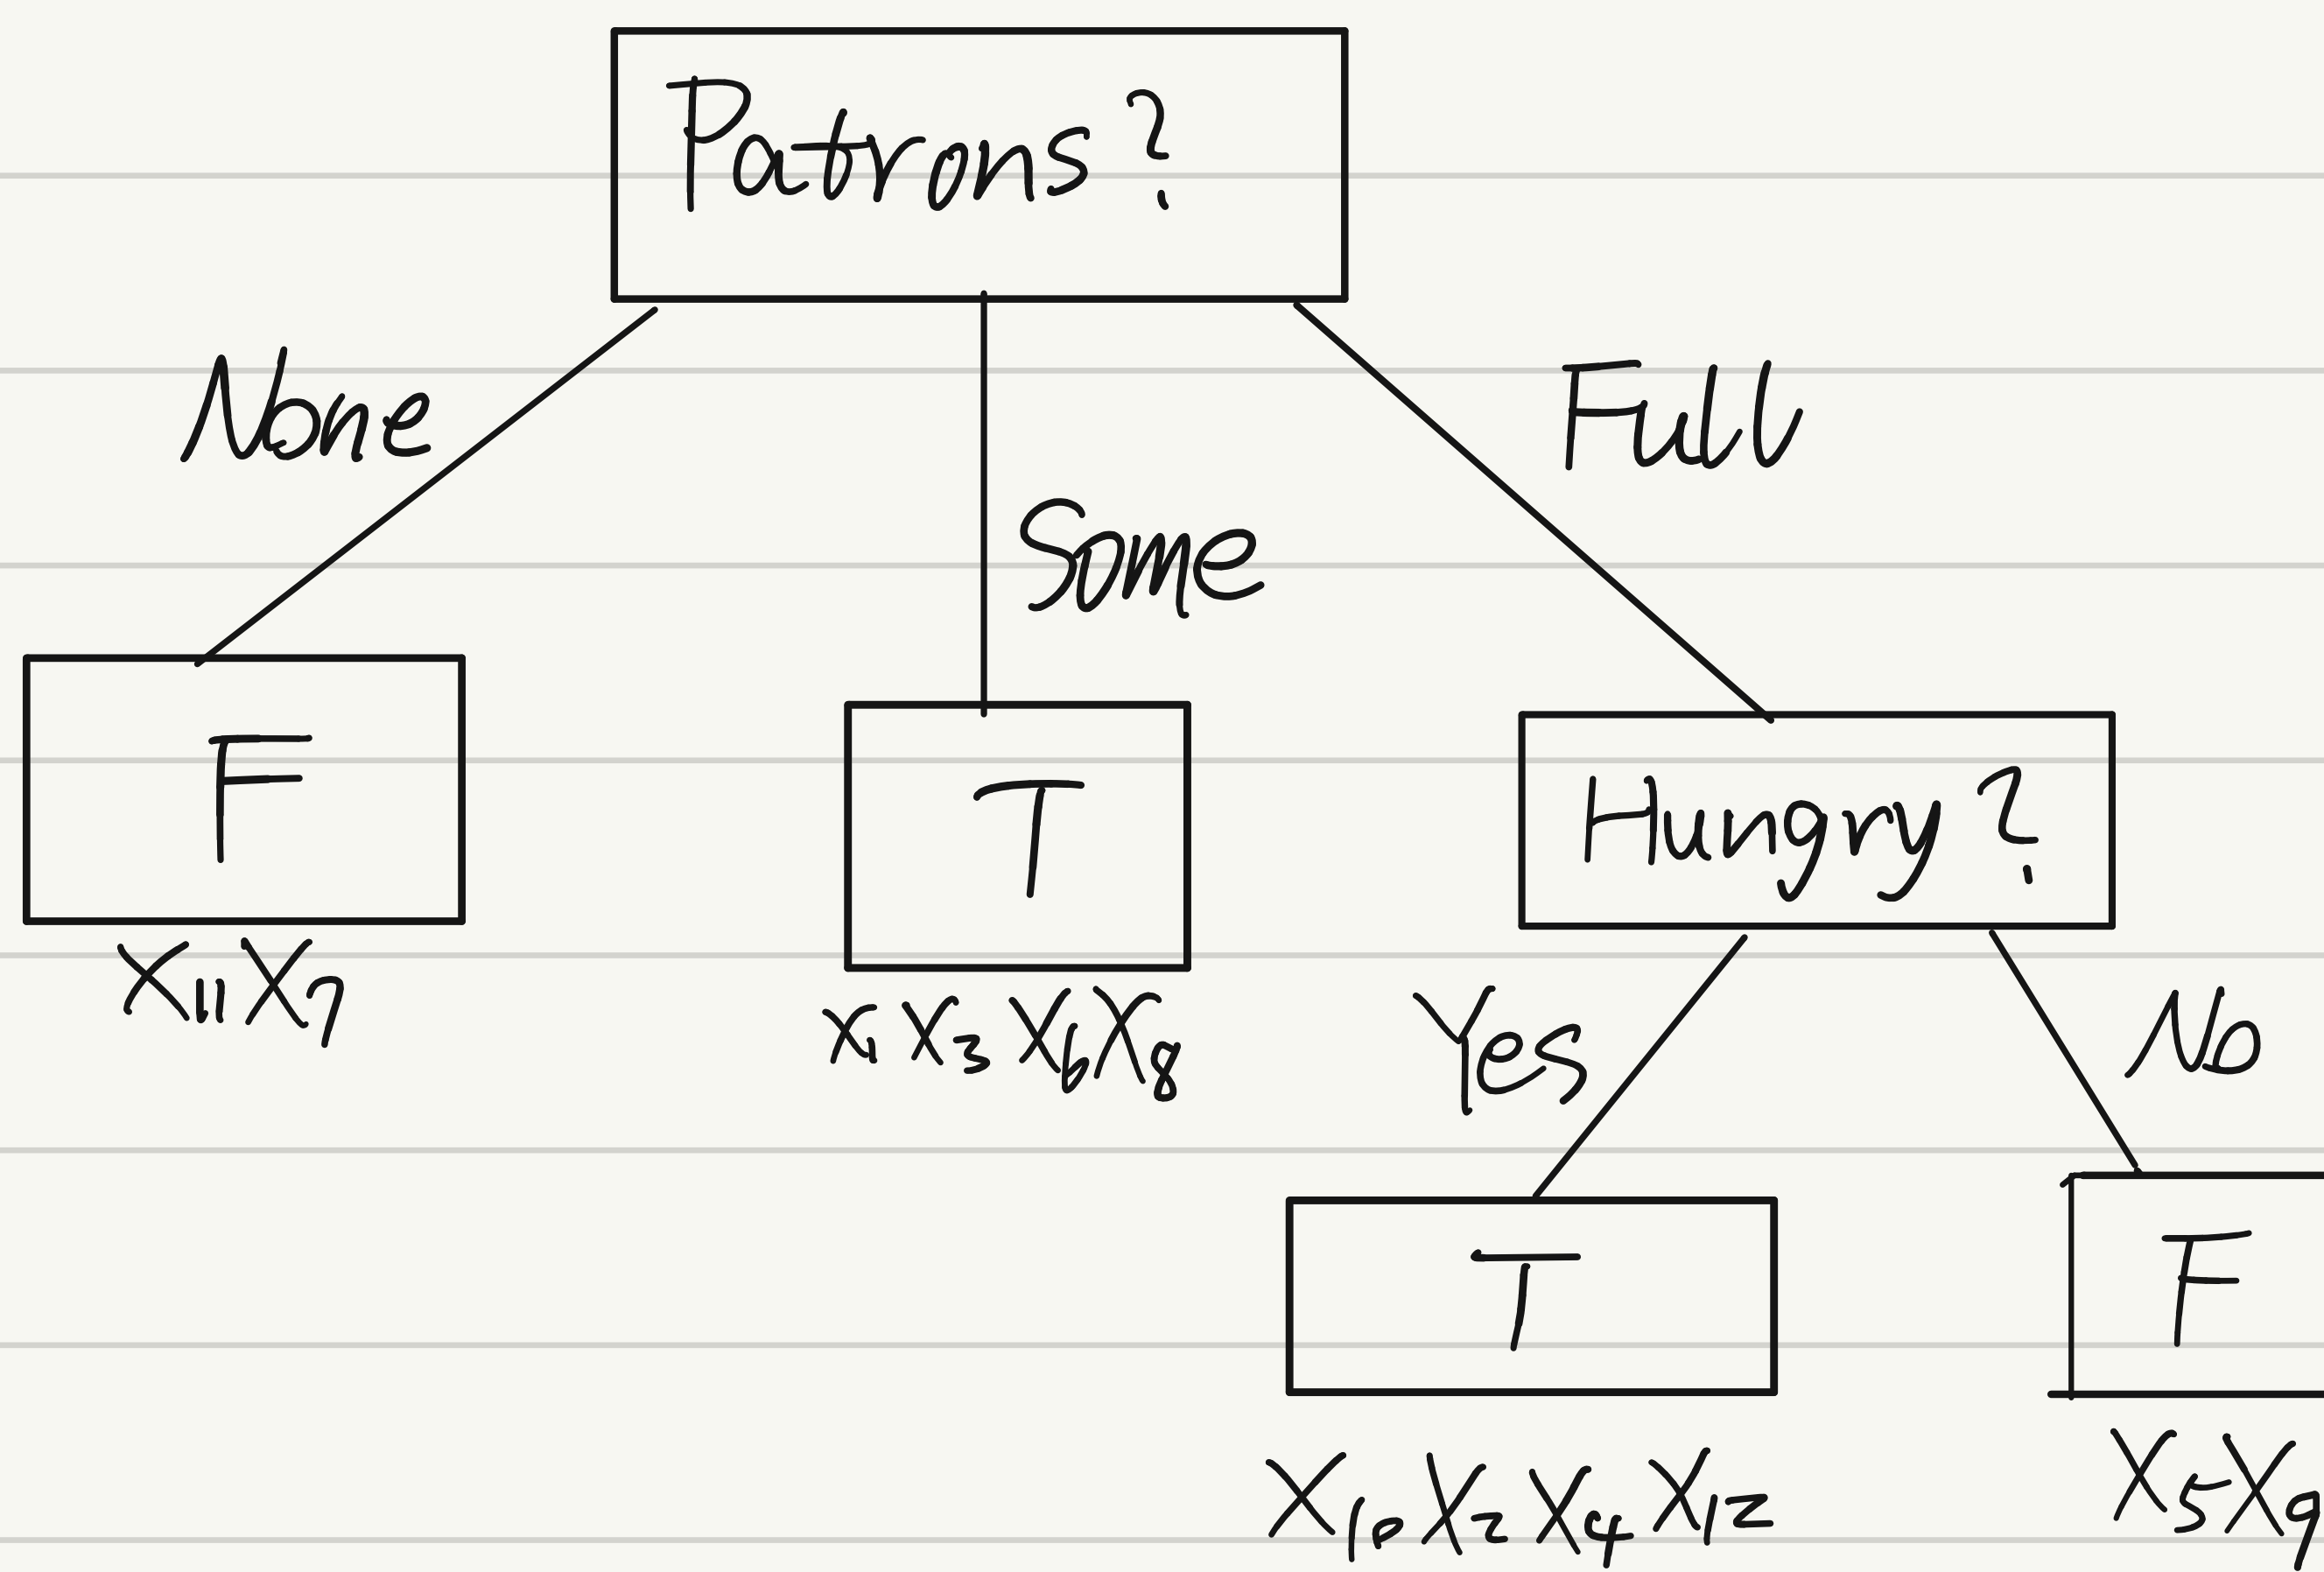 Patrons?
None
Some
Full
F
T
Hungry?
X11 X7
X1 X3 X6 X8
Yes
No
T
F
X10 X2 X4 X12
X5 X9